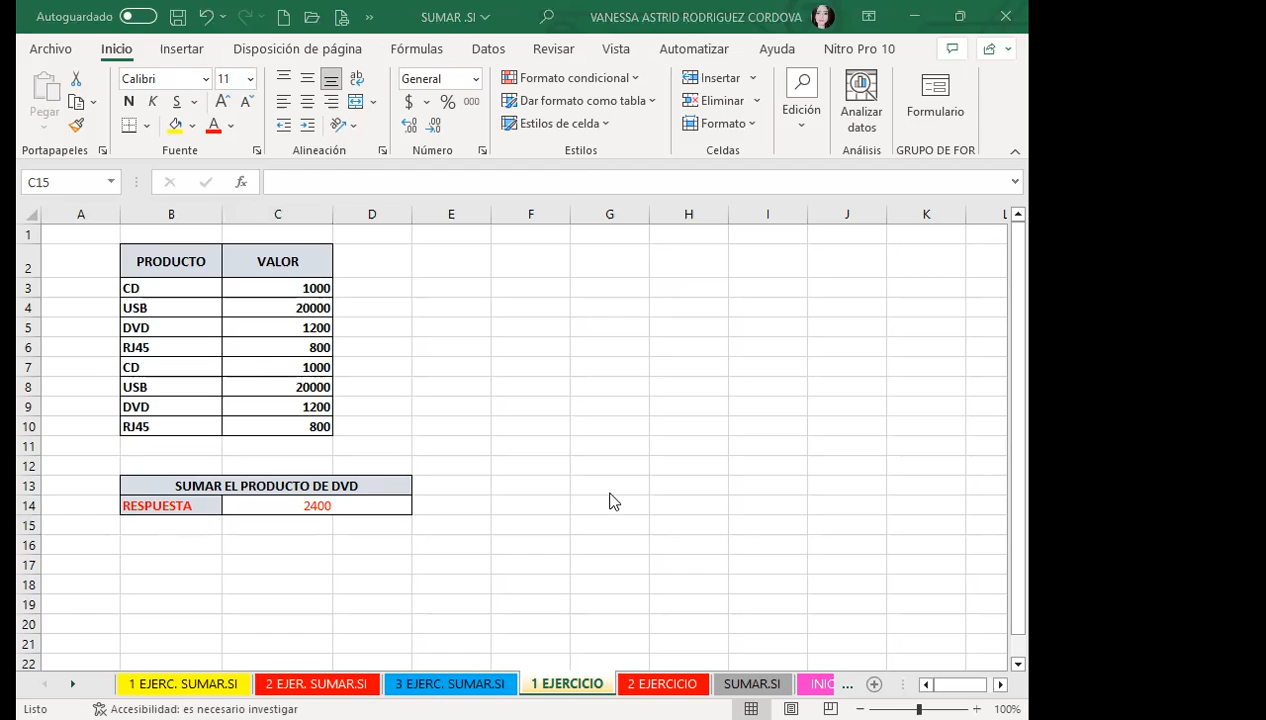 Autoguardado
SUMAR .SI
VANESSA ASTRID RODRIGUEZ CORDOVA
Archivo Inicio Insertar Disposición de página Fórmulas Datos Revisar Vista Automatizar Ayuda Nitro Pro 10
Pegar
Portapapeles
Calibri 11
N K S
Fuente
Alineación
General
$ % 000
Número
Formato condicional
Dar formato como tabla
Estilos de celda
Estilos
Insertar
Eliminar
Formato
Celdas
Edición
Analizar
datos
Análisis
Formulario
GRUPO DE FOR
C15 fx
A B C D E F G H I J K L
1
2 PRODUCTO VALOR
3 CD 1000
4 USB 20000
5 DVD 1200
6 RJ45 800
7 CD 1000
8 USB 20000
9 DVD 1200
10 RJ45 800
11
12
13 SUMAR EL PRODUCTO DE DVD
14 RESPUESTA 2400
15
16
17
18
19
20
21
22
1 EJERC. SUMAR.SI 2 EJER. SUMAR.SI 3 EJERC. SUMAR.SI 1 EJERCICIO 2 EJERCICIO SUMAR.SI INIC ...
Listo Accesibilidad: es necesario investigar 100%